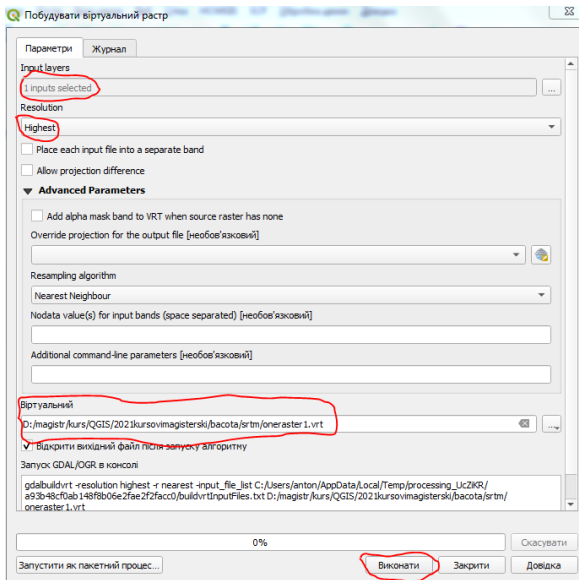 Побудувати віртуальний растр
Параметри
Журнал
Input layers
1 inputs selected
...
Resolution
Highest
Place each input file into a separate band
Allow projection difference
Advanced Parameters
Add alpha mask band to VRT when source raster has none
Override projection for the output file [необов'язковий]
Resampling algorithm
Nearest Neighbour
Nodata value(s) for input bands (space separated) [необов'язковий]
Additional command-line parameters [необов'язковий]
Віртуальний
D:/magistr/kurs/QGIS/2021kursovimagisterski/bacota/srtm/oneraster1.vrt
...
Відкрити вихідний файл після запуску алгоритму
Запуск GDAL/OGR в консолі
gdalbuildvrt -resolution highest -r nearest -input_file_list C:/Users/anton/AppData/Local/Temp/processing_UcZiKR/
a93b48cf0ab148f8b06e2fae2f2facc0/buildvrtInputFiles.txt D:/magistr/kurs/QGIS/2021kursovimagisterski/bacota/srtm/
oneraster1.vrt
0%
Скасувати
Запустити як пакетний процес...
Виконати
Закрити
Довідка